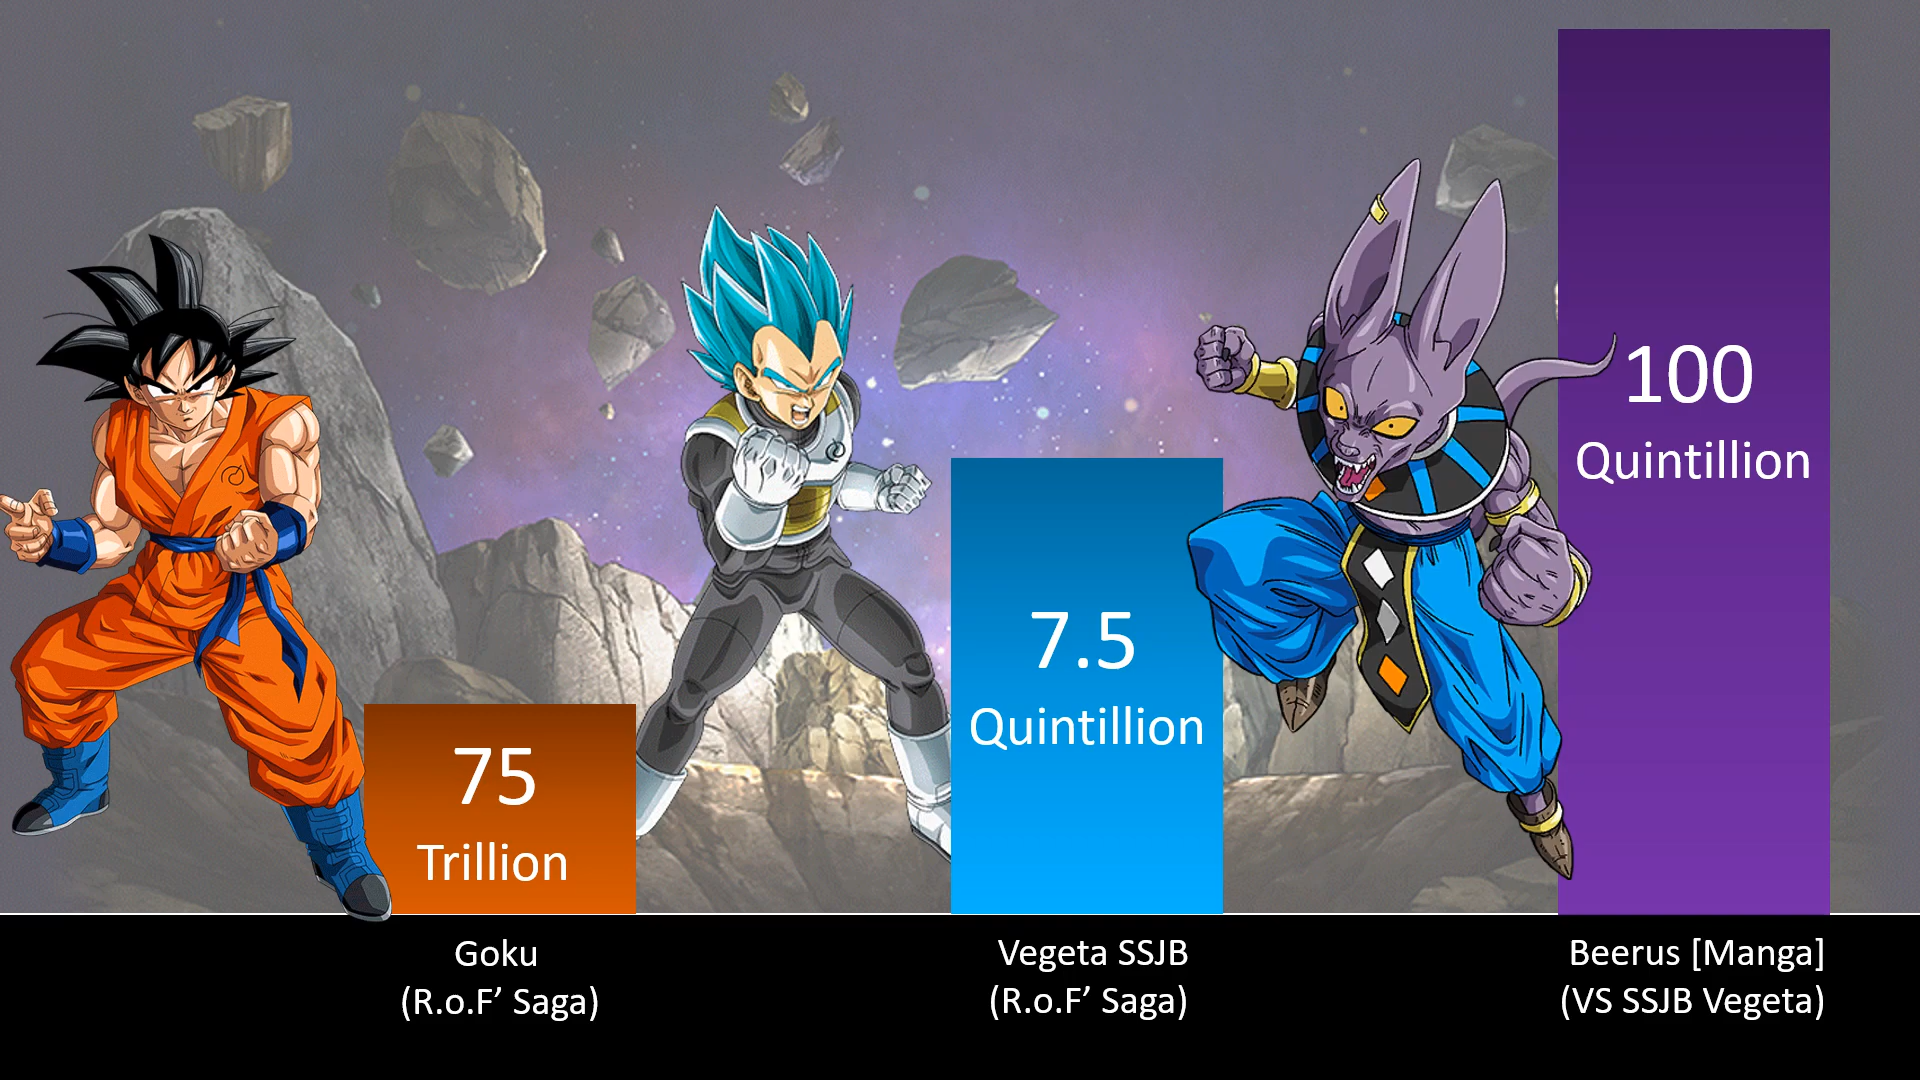 75
Trillion
Goku
(R.o.F’ Saga)
7.5
Quintillion
Vegeta SSJB
(R.o.F’ Saga)
100
Quintillion
Beerus [Manga]
(VS SSJB Vegeta)